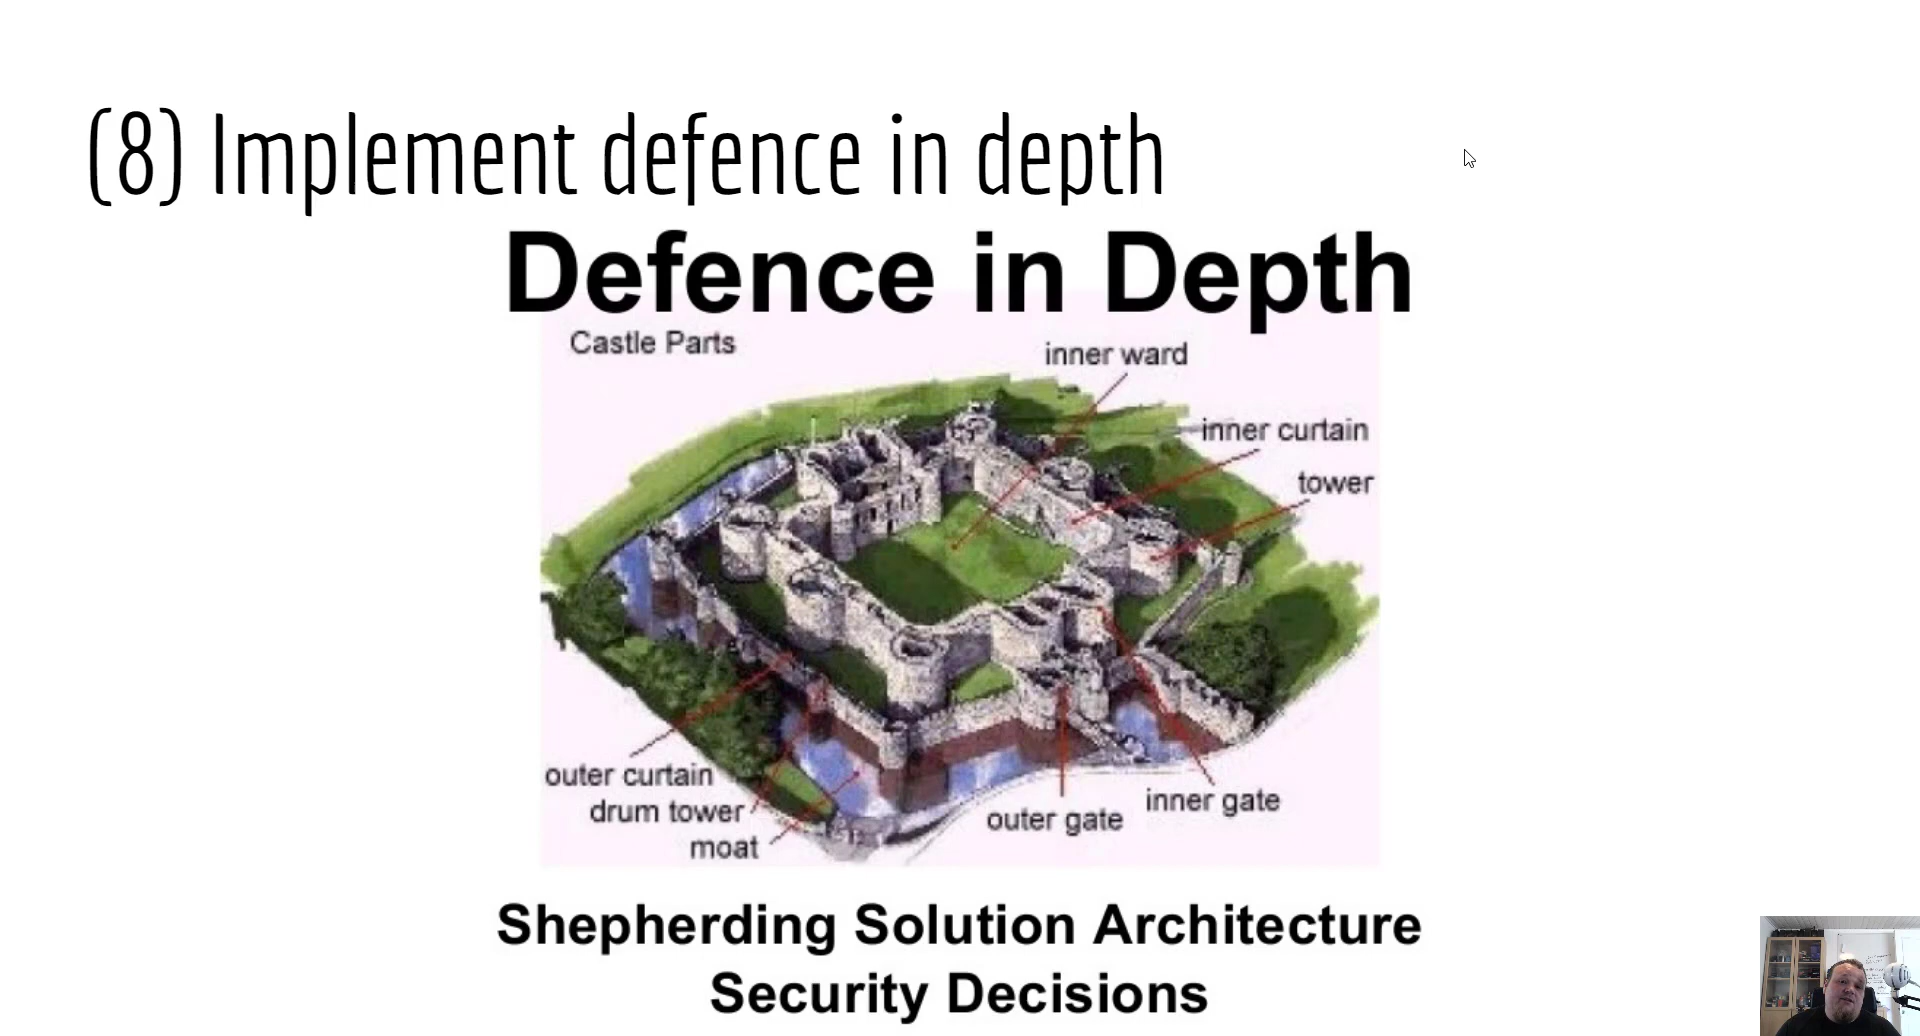 (8) Implement defence in depth
Defence in Depth
Castle Parts
inner ward
inner curtain
tower
outer curtain
drum tower
moat
outer gate
inner gate
Shepherding Solution Architecture
Security Decisions